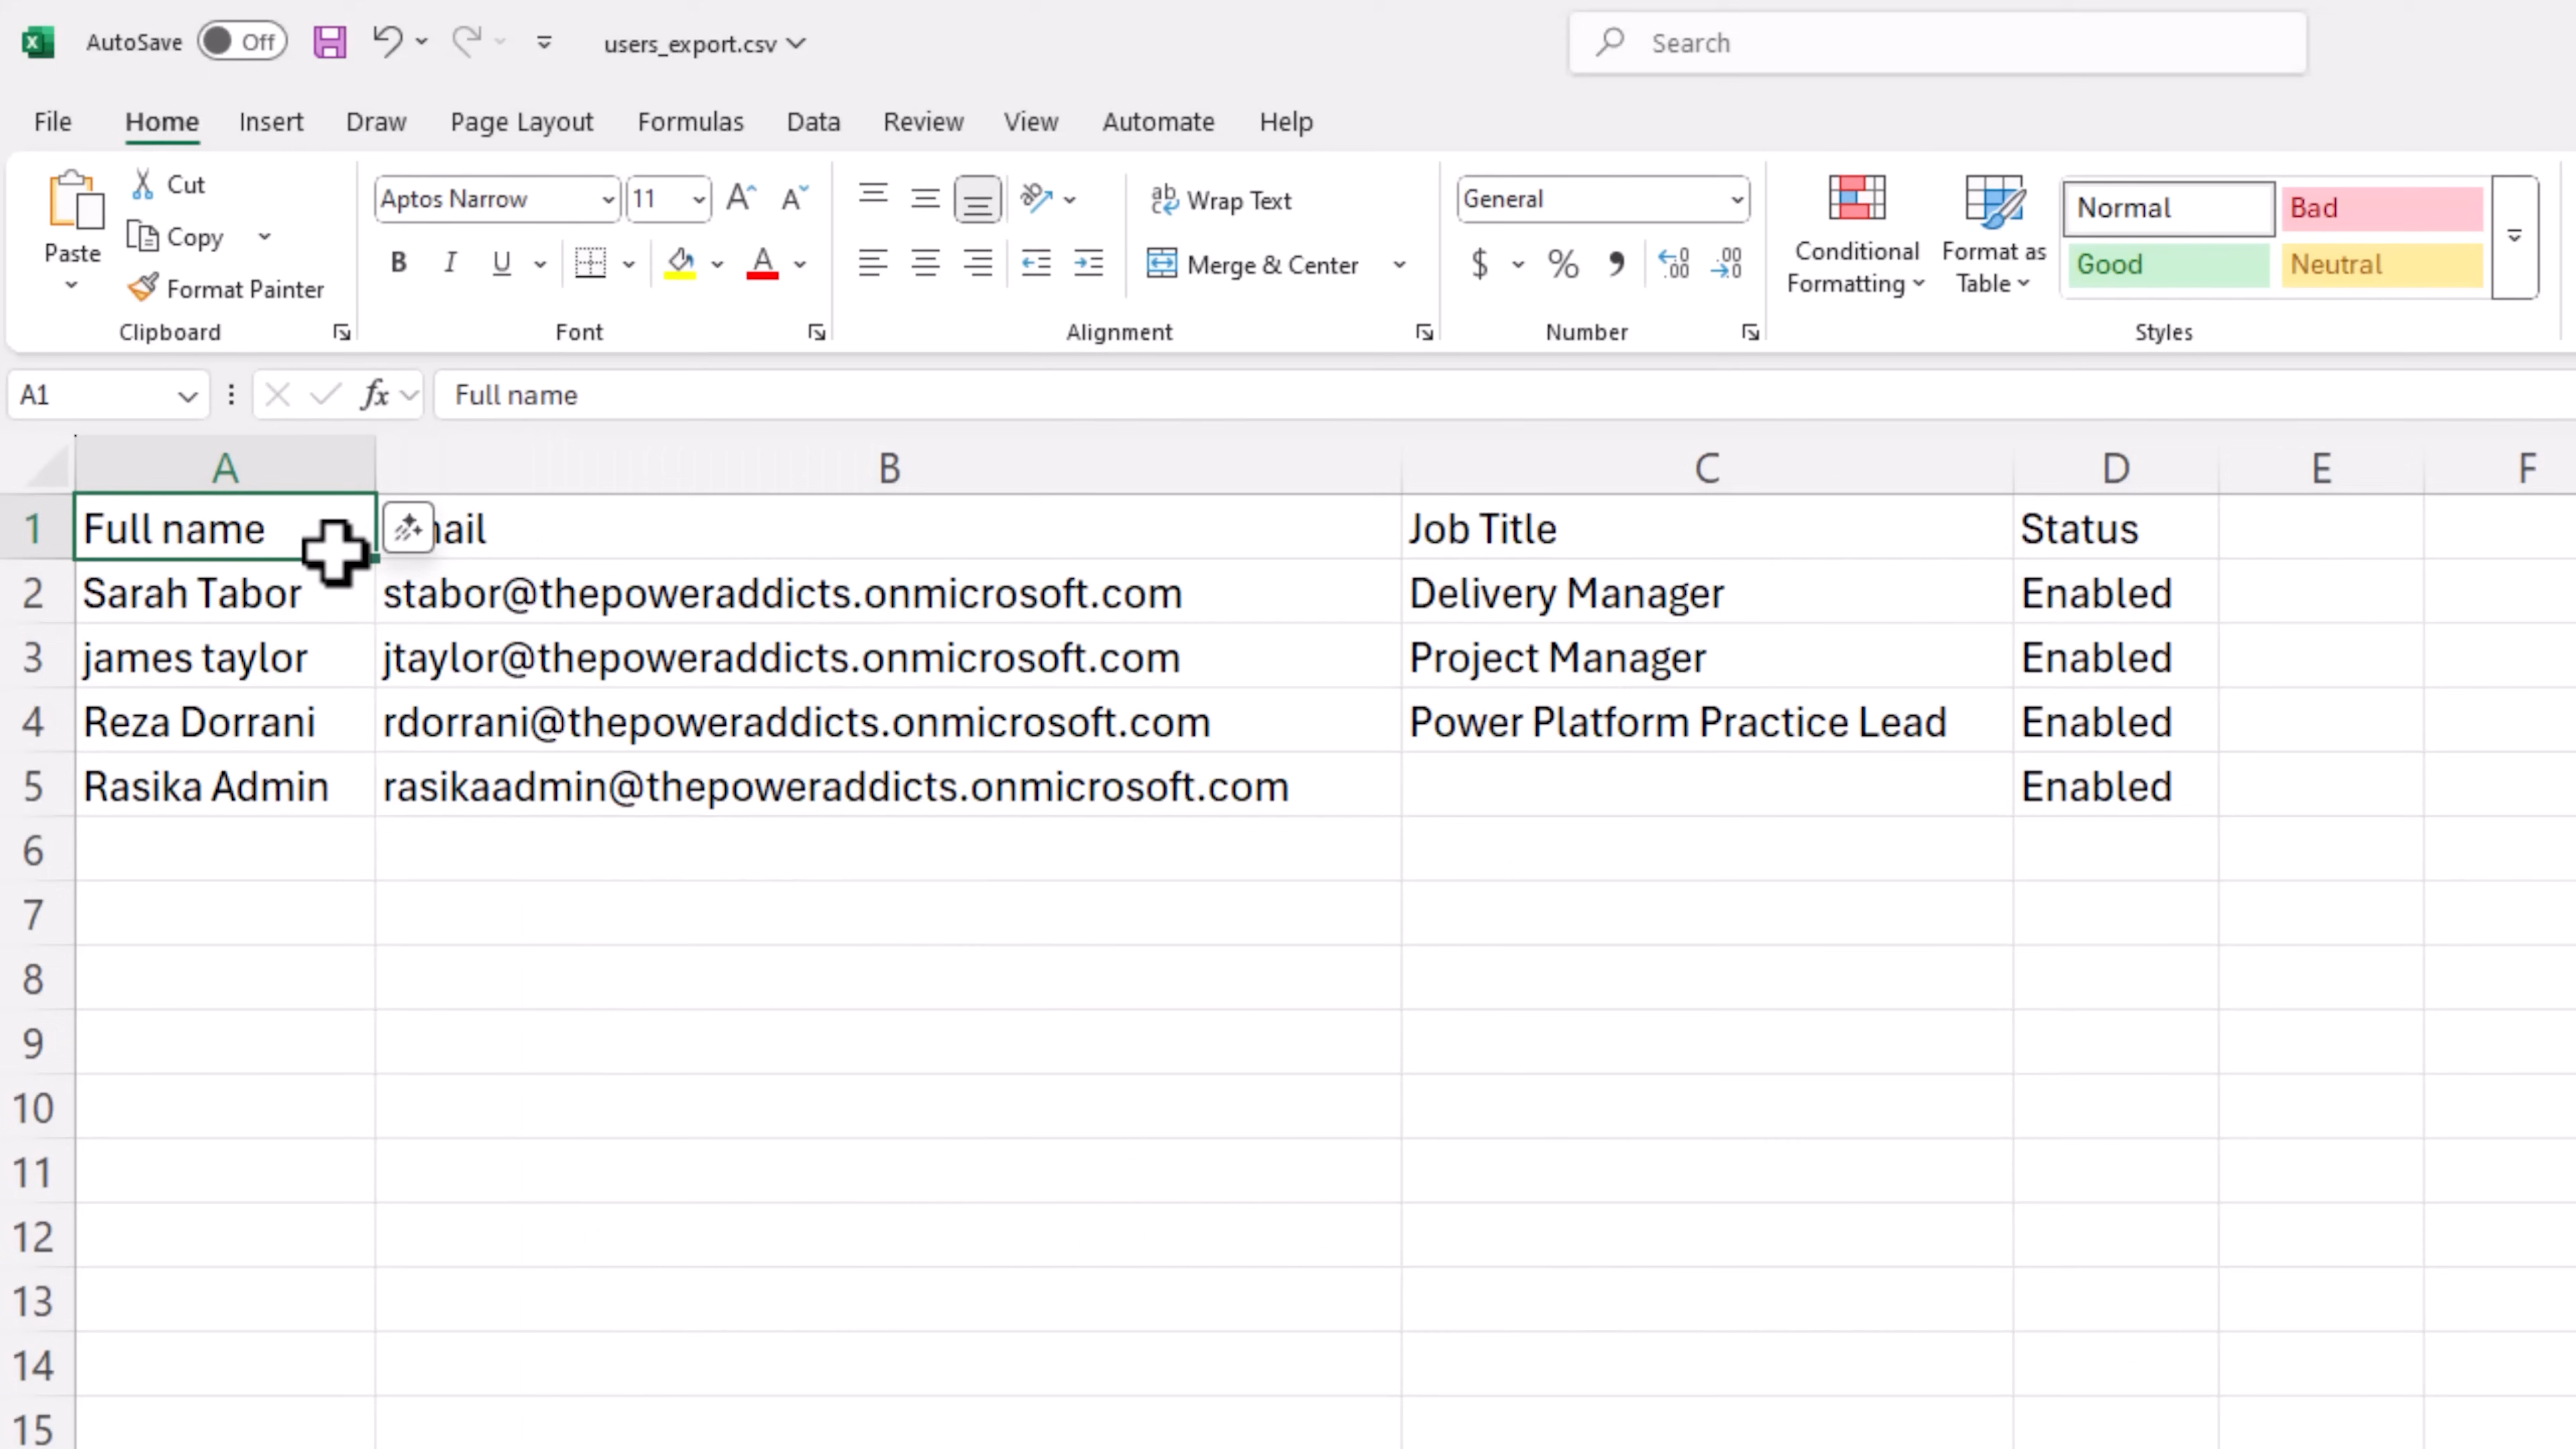 AutoSave Off users_export.csv Search
File Home Insert Draw Page Layout Formulas Data Review View Automate Help
Paste Cut Copy Format Painter
Clipboard
Aptos Narrow 11
B I U A
Font
Wrap Text
Merge & Center
Alignment
General
$ % ,
Number
Conditional Formatting
Format as Table
Normal Bad
Good Neutral
Styles
A1 fx Full name
A B C D E F
1 Full name ail Job Title Status
2 Sarah Tabor stabor@thepoweraddicts.onmicrosoft.com Delivery Manager Enabled
3 james taylor jtaylor@thepoweraddicts.onmicrosoft.com Project Manager Enabled
4 Reza Dorrani rdorrani@thepoweraddicts.onmicrosoft.com Power Platform Practice Lead Enabled
5 Rasika Admin rasikaadmin@thepoweraddicts.onmicrosoft.com Enabled
6
7
8
9
10
11
12
13
14
15